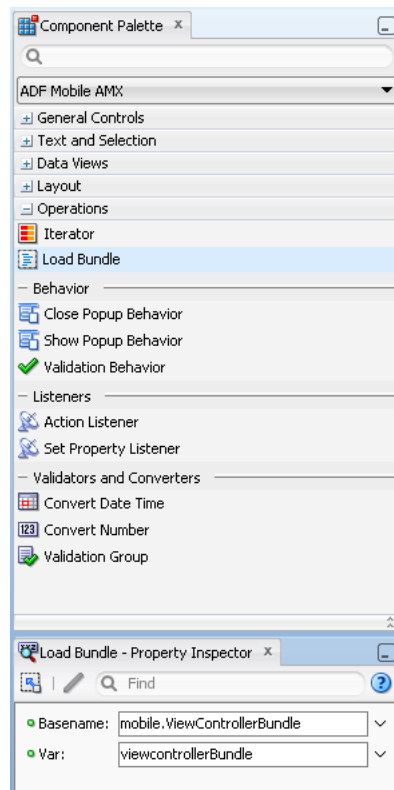 Component Palette
ADF Mobile AMX
General Controls
Text and Selection
Data Views
Layout
Operations
Iterator
Load Bundle
Behavior
Close Popup Behavior
Show Popup Behavior
Validation Behavior
Listeners
Action Listener
Set Property Listener
Validators and Converters
Convert Date Time
123 Convert Number
Validation Group
Load Bundle - Property Inspector
Find
Basename: mobile.ViewControllerBundle
Var: viewcontrollerBundle